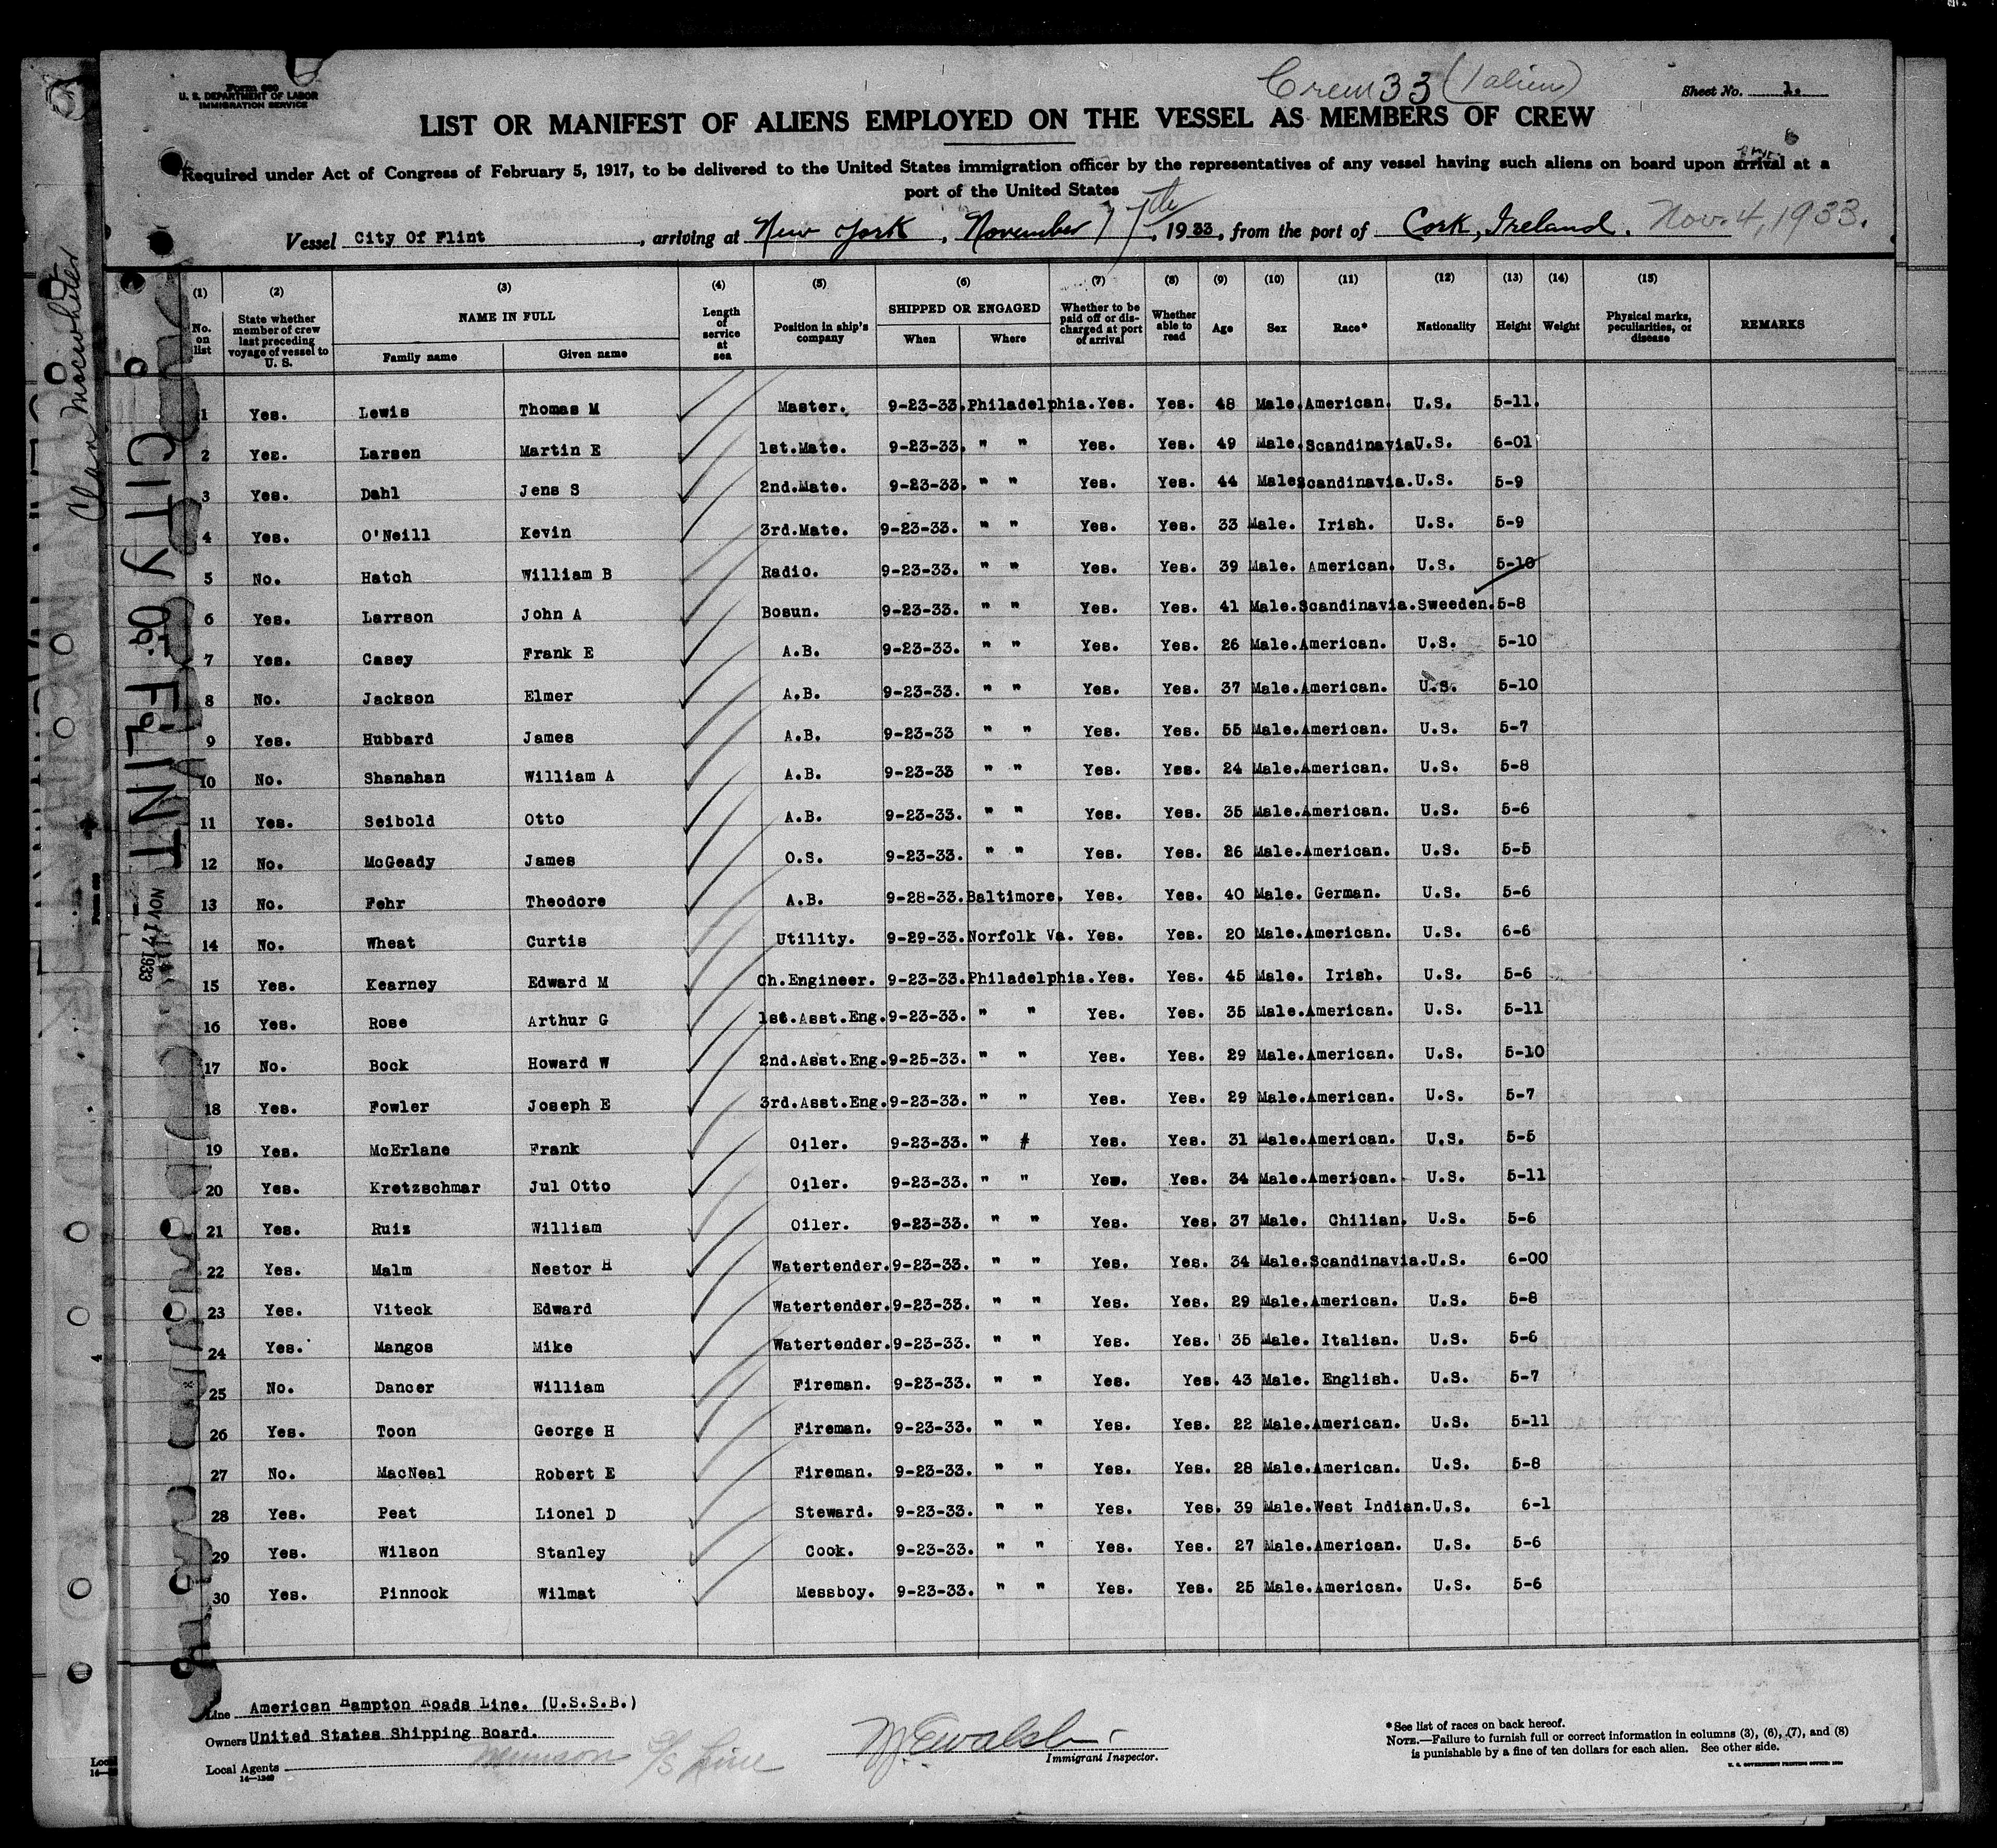 Form 680
U. S. DEPARTMENT OF LABOR
IMMIGRATION SERVICE
Crew 33 (1 alien)
Sheet No. 1.
LIST OR MANIFEST OF ALIENS EMPLOYED ON THE VESSEL AS MEMBERS OF CREW
Required under Act of Congress of February 5, 1917, to be delivered to the United States immigration officer by the representatives of any vessel having such aliens on board upon arrival at a
port of the United States
Vessel City Of Flint, arriving at New York, November 17th, 1933, from the port of Cork, Ireland. Nov. 4, 1933.
(1) (2) (3) (4) (5) (6) (7) (8) (9) (10) (11) (12) (13) (14) (15)
No. on list State whether member of crew last preceding voyage of vessel to U. S. NAME IN FULL Family name Given name Length of service at sea Position in ship's company SHIPPED OR ENGAGED When Where Whether to be paid off or discharged at port of arrival Whether able to read Age Sex Race* Nationality Height Weight Physical marks, peculiarities, or disease REMARKS
1 Yes. Lewis Thomas M Master. 9-23-33. Philadelphia. Yes. Yes. 48 Male. American. U.S. 5-11.
2 Yes. Larsen Martin E 1st.Mate. 9-23-33. " " Yes. Yes. 49 Male. Scandinavia U.S. 6-01
3 Yes. Dahl Jens S 2nd.Mate. 9-23-33. " " Yes. Yes. 44 Male Scandinavia. U.S. 5-9
4 Yes. O'Neill Kevin 3rd.Mate. 9-23-33. " " Yes. Yes. 33 Male. Irish. U.S. 5-9
5 No. Hatch William B Radio. 9-23-33. " " Yes. Yes. 39 Male. American. U.S. 5-10
6 Yes. Larrson John A Bosun. 9-23-33. " " Yes. Yes. 41 Male. Scandinavia. Sweeden. 5-8
7 Yes. Casey Frank E A.B. 9-23-33. " " Yes. Yes. 26 Male. American. U.S. 5-10
8 No. Jackson Elmer A.B. 9-23-33. " " Yes. Yes. 37 Male. American. U.S. 5-10
9 Yes. Hubbard James A.B. 9-23-33 " " Yes. Yes. 55 Male. American. U.S. 5-7
10 No. Shanahan William A A.B. 9-23-33 " " Yes. Yes. 24 Male. American. U.S. 5-8
11 Yes. Seibold Otto A.B. 9-23-33. " " Yes. Yes. 35 Male. American. U.S. 5-6
12 No. McGeady James O.S. 9-23-33. " " Yes. Yes. 26 Male. American. U.S. 5-5
13 No. Fehr Theodore A.B. 9-28-33. Baltimore. Yes. Yes. 40 Male. German. U.S. 5-6
14 No. Wheat Curtis Utility. 9-29-33. Norfolk Va. Yes. Yes. 20 Male. American. U.S. 6-6
15 Yes. Kearney Edward M Ch.Engineer. 9-23-33. Philadelphia. Yes. Yes. 45 Male. Irish. U.S. 5-6
16 Yes. Rose Arthur G 1st.Asst.Eng. 9-23-33. " " Yes. Yes. 35 Male. American. U.S. 5-11
17 No. Bock Howard W 2nd.Asst.Eng. 9-25-33. " " Yes. Yes. 29 Male. American. U.S. 5-10
18 Yes. Fowler Joseph E 3rd.Asst.Eng. 9-23-33. " " Yes. Yes. 29 Male. American. U.S. 5-7
19 Yes. McErlane Frank Oiler. 9-23-33. " # Yes. Yes. 31 Male. American. U.S. 5-5
20 Yes. Kretzschmar Jul Otto Oiler. 9-23-33. " " Yes. Yes. 34 Male. American. U.S. 5-11
21 Yes. Ruiz William Oiler. 9-23-33. " " Yes. Yes. 37 Male. Chilian. U.S. 5-6
22 Yes. Malm Nestor H Watertender. 9-23-33. " " Yes. Yes. 34 Male. Scandinavia. U.S. 6-00
23 Yes. Viteck Edward Watertender. 9-23-33. " " Yes. Yes. 29 Male. American. U.S. 5-8
24 Yes. Mangos Mike Watertender. 9-23-33. " " Yes. Yes. 35 Male. Italian. U.S. 5-6
25 No. Dancer William Fireman. 9-23-33. " " Yes. Yes. 43 Male. English. U.S. 5-7
26 Yes. Toon George H Fireman. 9-23-33. " " Yes. Yes. 22 Male. American. U.S. 5-11
27 No. MacNeal Robert E Fireman. 9-23-33. " " Yes. Yes. 28 Male. American. U.S. 5-8
28 Yes. Peat Lionel D Steward. 9-23-33. " " Yes. Yes. 39 Male. West Indian. U.S. 6-1
29 Yes. Wilson Stanley Cook. 9-23-33. " " Yes. Yes. 27 Male. American. U.S. 5-6
30 Yes. Pinnock Wilmat Messboy. 9-23-33. " " Yes. Yes. 25 Male. American. U.S. 5-6
Line American Hampton Roads Line. (U.S.S.B.)
Owners United States Shipping Board.
Local Agents S/S Line
14—1240
Immigrant Inspector.
*See list of races on back hereof.
NOTE.—Failure to furnish full or correct information in columns (3), (6), (7), and (8)
is punishable by a fine of ten dollars for each alien. See other side.
CITY OF FLINT
NOV 17 1933
Clan Macwhirter